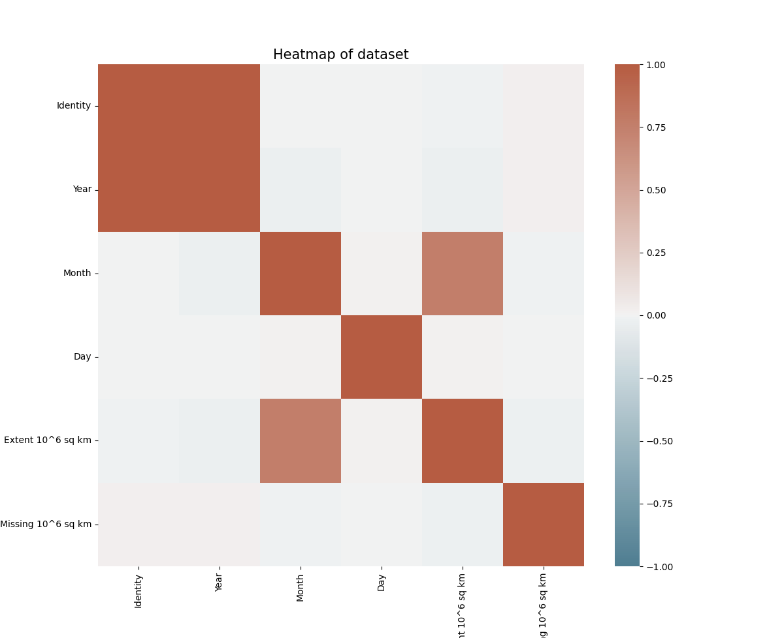 Heatmap of dataset
Identity
Year
Month
Day
Extent 10^6 sq km
Missing 10^6 sq km
Identity
Year
Month
Day
10^6 sq km
10^6 sq km
1.00
0.75
0.50
0.25
0.00
−0.25
−0.50
−0.75
−1.00